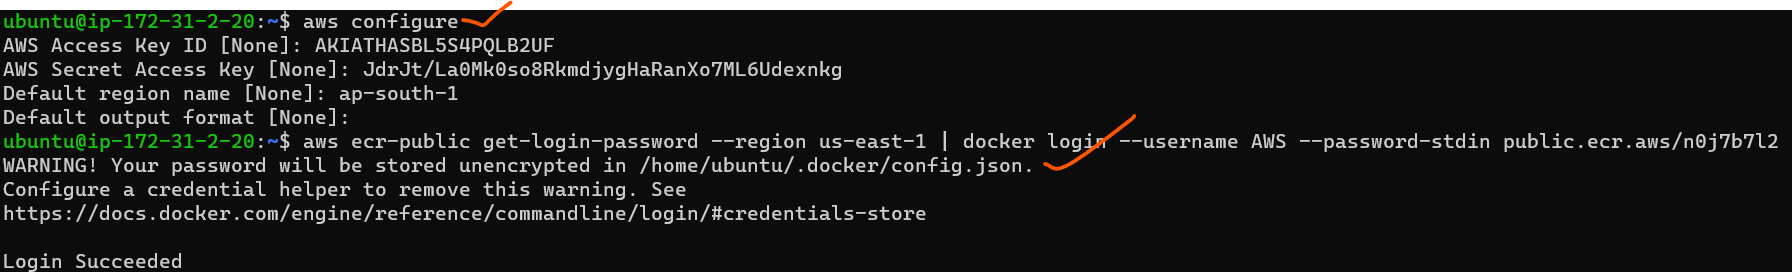 ubuntu@ip-172-31-2-20:~$ aws configure
AWS Access Key ID [None]: AKIATHASBL5S4PQLB2UF
AWS Secret Access Key [None]: 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
Default region name [None]: ap-south-1
Default output format [None]:
ubuntu@ip-172-31-2-20:~$ aws ecr-public get-login-password --region us-east-1 | docker login --username AWS --password-stdin public.ecr.aws/n0j7b7l2
WARNING! Your password will be stored unencrypted in /home/ubuntu/.docker/config.json.
Configure a credential helper to remove this warning. See
https://docs.docker.com/engine/reference/commandline/login/#credentials-store
Login Succeeded